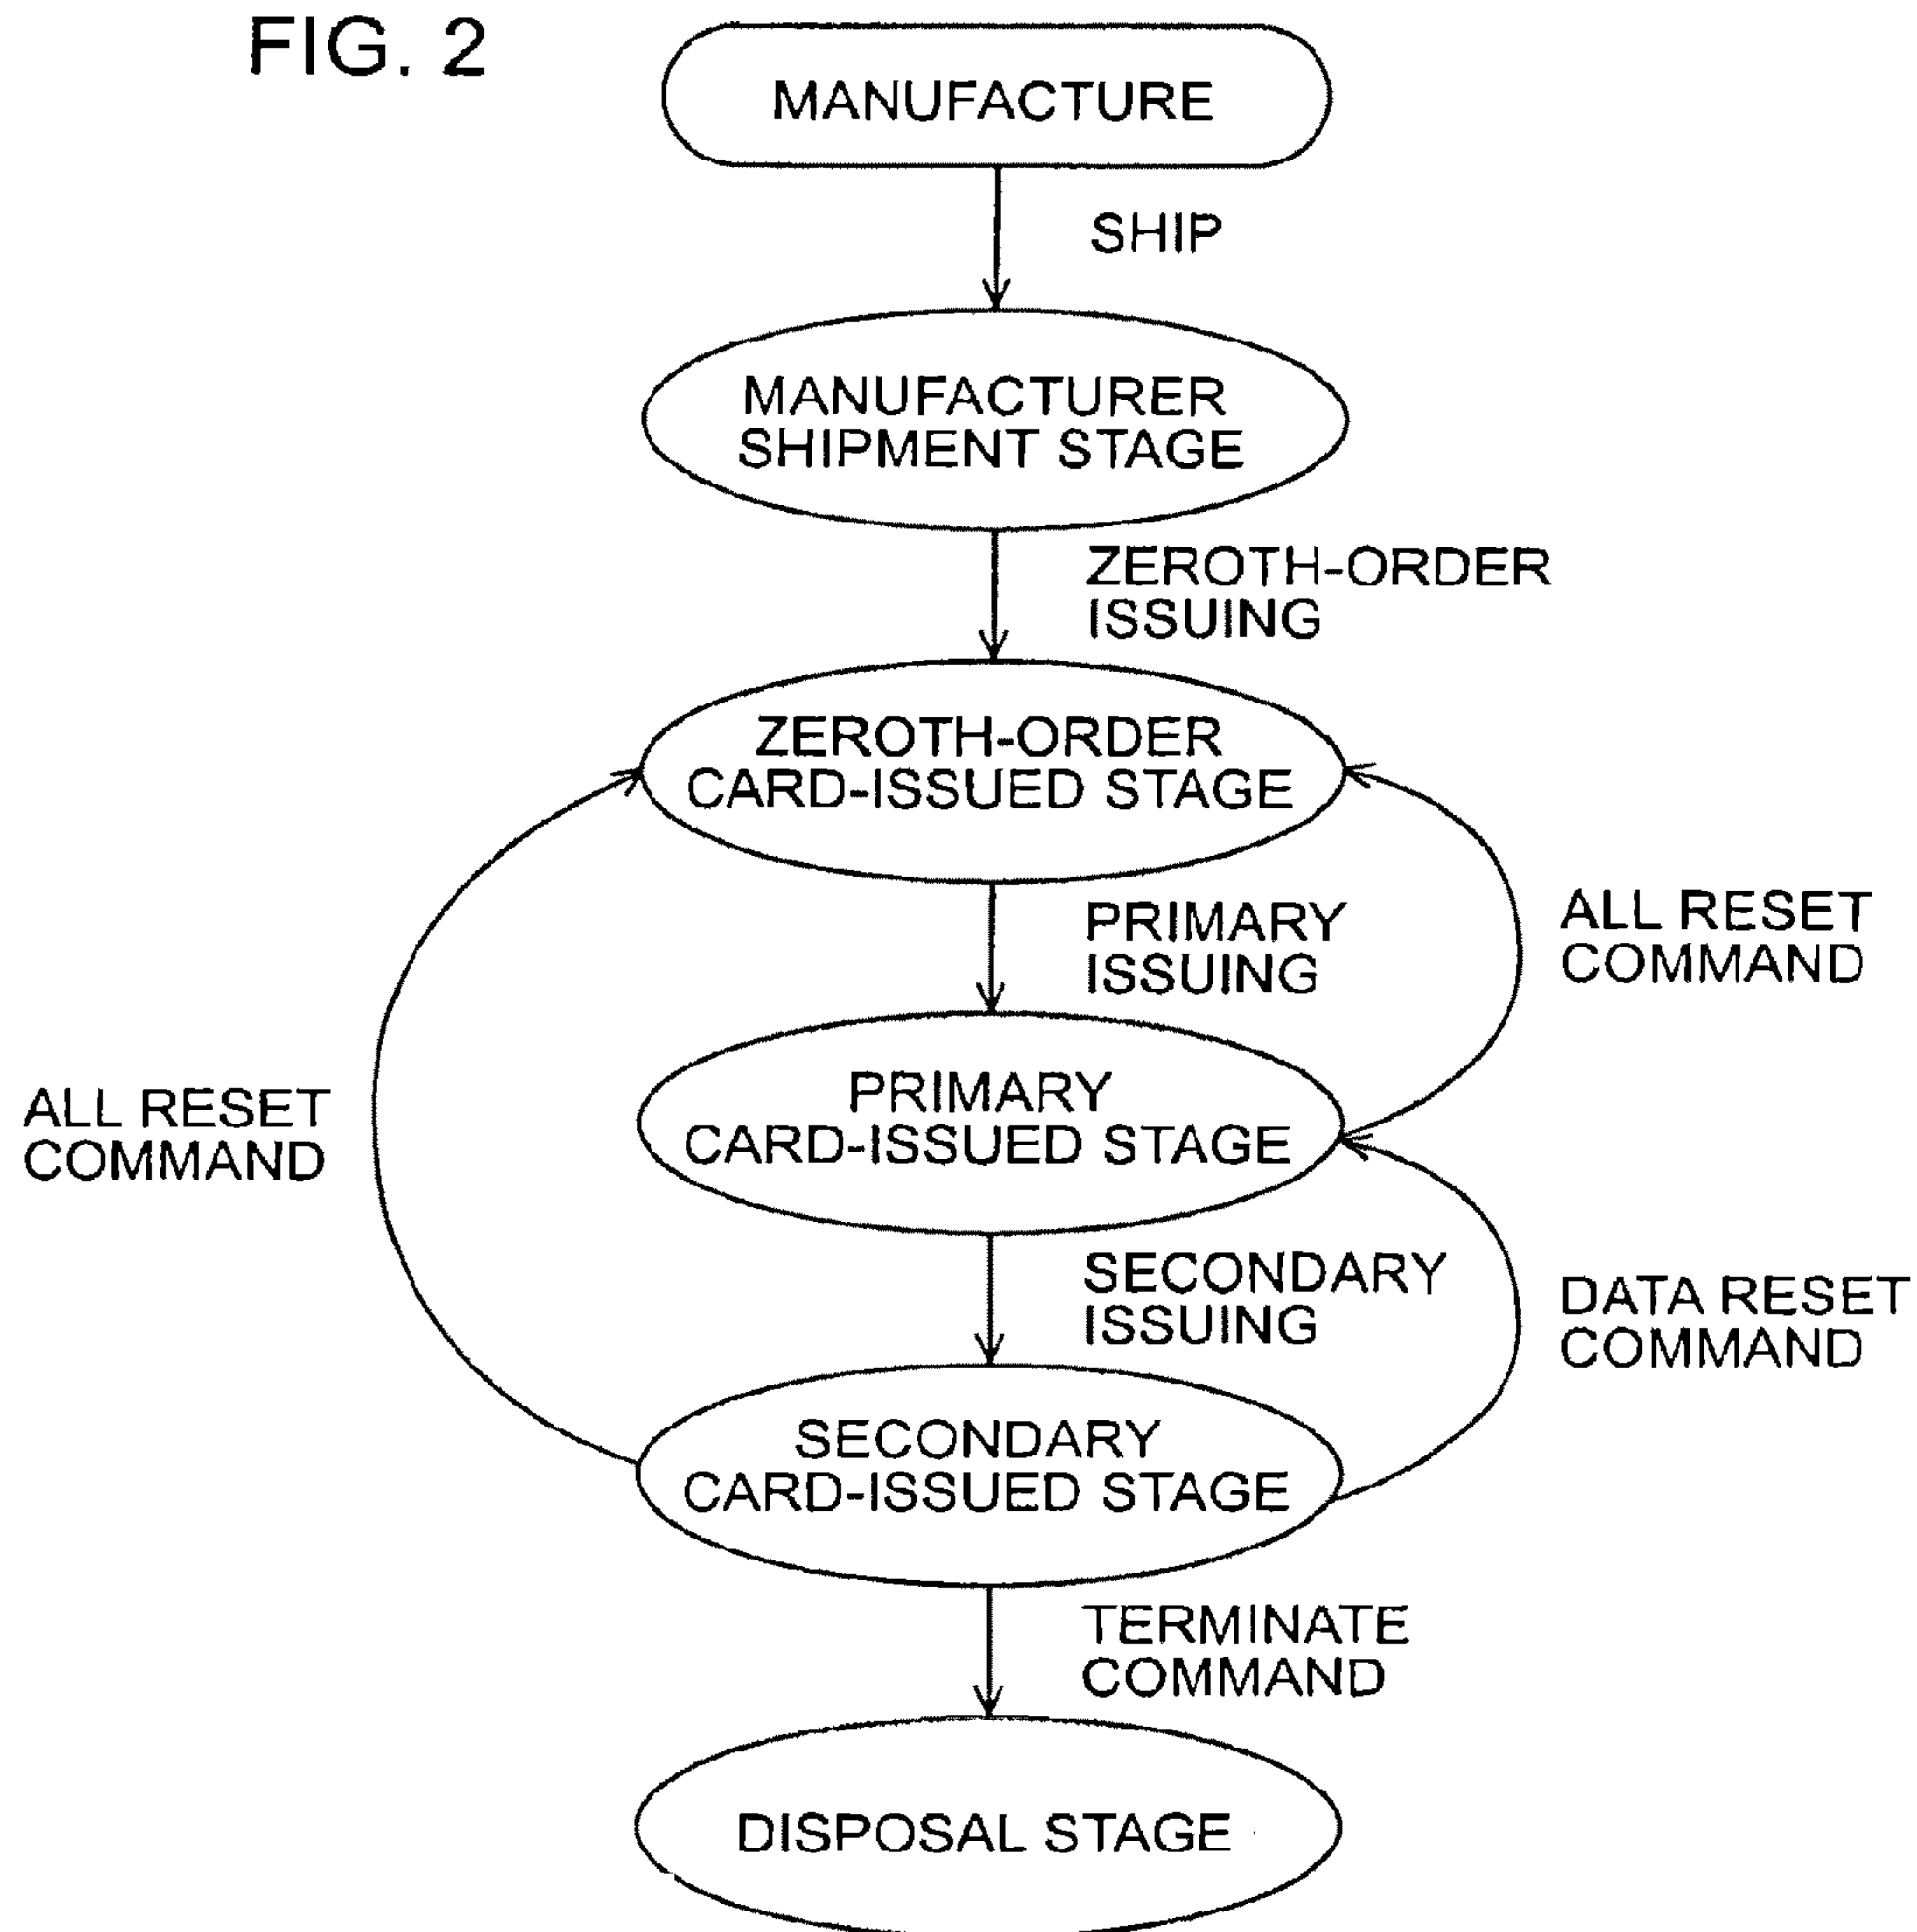 FIG. 2
MANUFACTURE
SHIP
MANUFACTURER
SHIPMENT STAGE
ZEROTH-ORDER
ISSUING
ZEROTH-ORDER
CARD-ISSUED STAGE
PRIMARY
ISSUING
ALL RESET
COMMAND
PRIMARY
CARD-ISSUED STAGE
ALL RESET
COMMAND
SECONDARY
ISSUING
DATA RESET
COMMAND
SECONDARY
CARD-ISSUED STAGE
TERMINATE
COMMAND
DISPOSAL STAGE